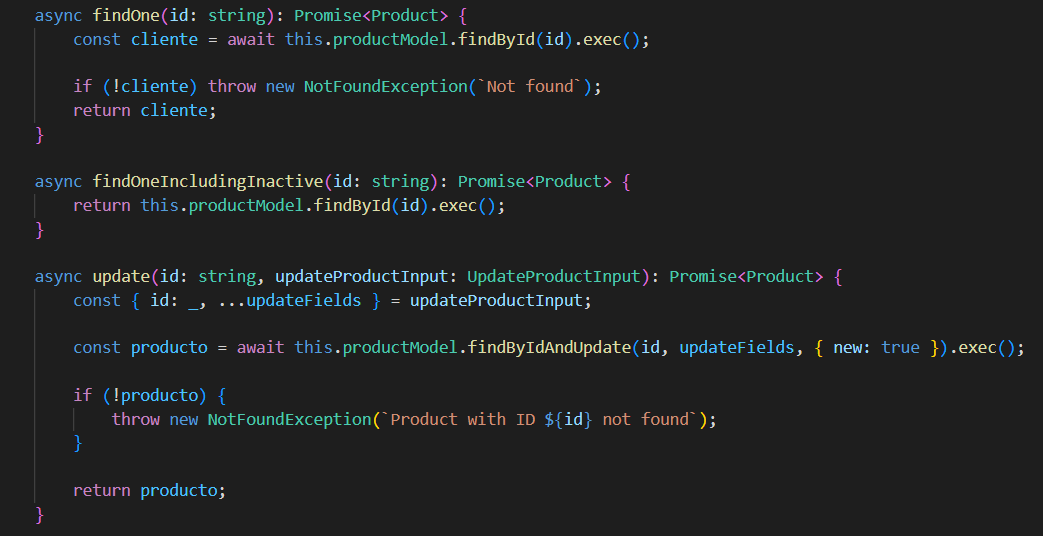 async findOne(id: string): Promise<Product> {
    const cliente = await this.productModel.findById(id).exec();

    if (!cliente) throw new NotFoundException(`Not found`);
    return cliente;
}

async findOneIncludingInactive(id: string): Promise<Product> {
    return this.productModel.findById(id).exec();
}

async update(id: string, updateProductInput: UpdateProductInput): Promise<Product> {
    const { id: _, ...updateFields } = updateProductInput;

    const producto = await this.productModel.findByIdAndUpdate(id, updateFields, { new: true }).exec();

    if (!producto) {
        throw new NotFoundException(`Product with ID ${id} not found`);
    }

    return producto;
}